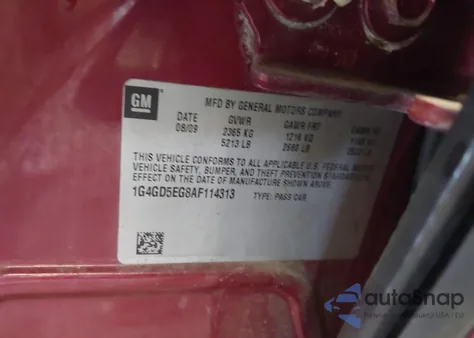 GM
MFD BY GENERAL MOTORS COMPANY
DATE GVWR GAWR FRT
08/09 2365 KG 1216 KG
5213 LB 2680 LB
THIS VEHICLE CONFORMS TO ALL APPLICABLE U.S. FEDERAL MOTOR
VEHICLE SAFETY, BUMPER, AND THEFT PREVENTION STANDARDS IN
EFFECT ON THE DATE OF MANUFACTURE SHOWN ABOVE.
1G4GD5EG8AF114313 TYPE: PASS CAR
autoSnap